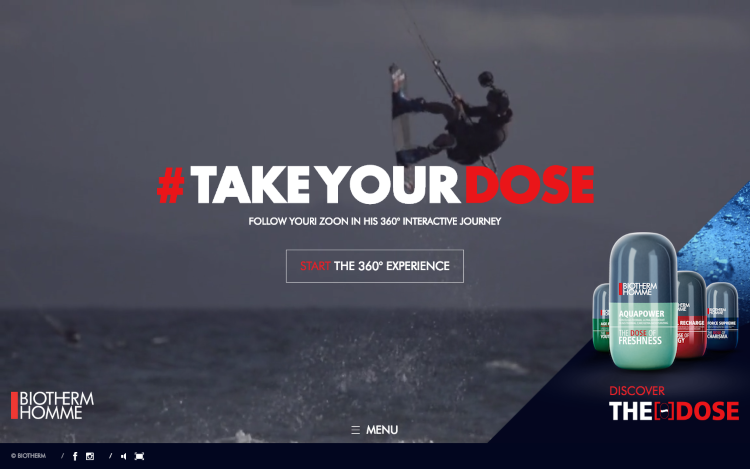 #TAKEYOURDOSE
FOLLOW YOURI ZOON IN HIS 360° INTERACTIVE JOURNEY
START THE 360° EXPERIENCE
BIOTHERM
HOMME
AQUAPOWER
THE DOSE OF
FRESHNESS
RECHARGE
FORCE SUPREME
CHARISMA
DISCOVER
THE[-]DOSE
BIOTHERM
HOMME
MENU
© BIOTHERM / f /